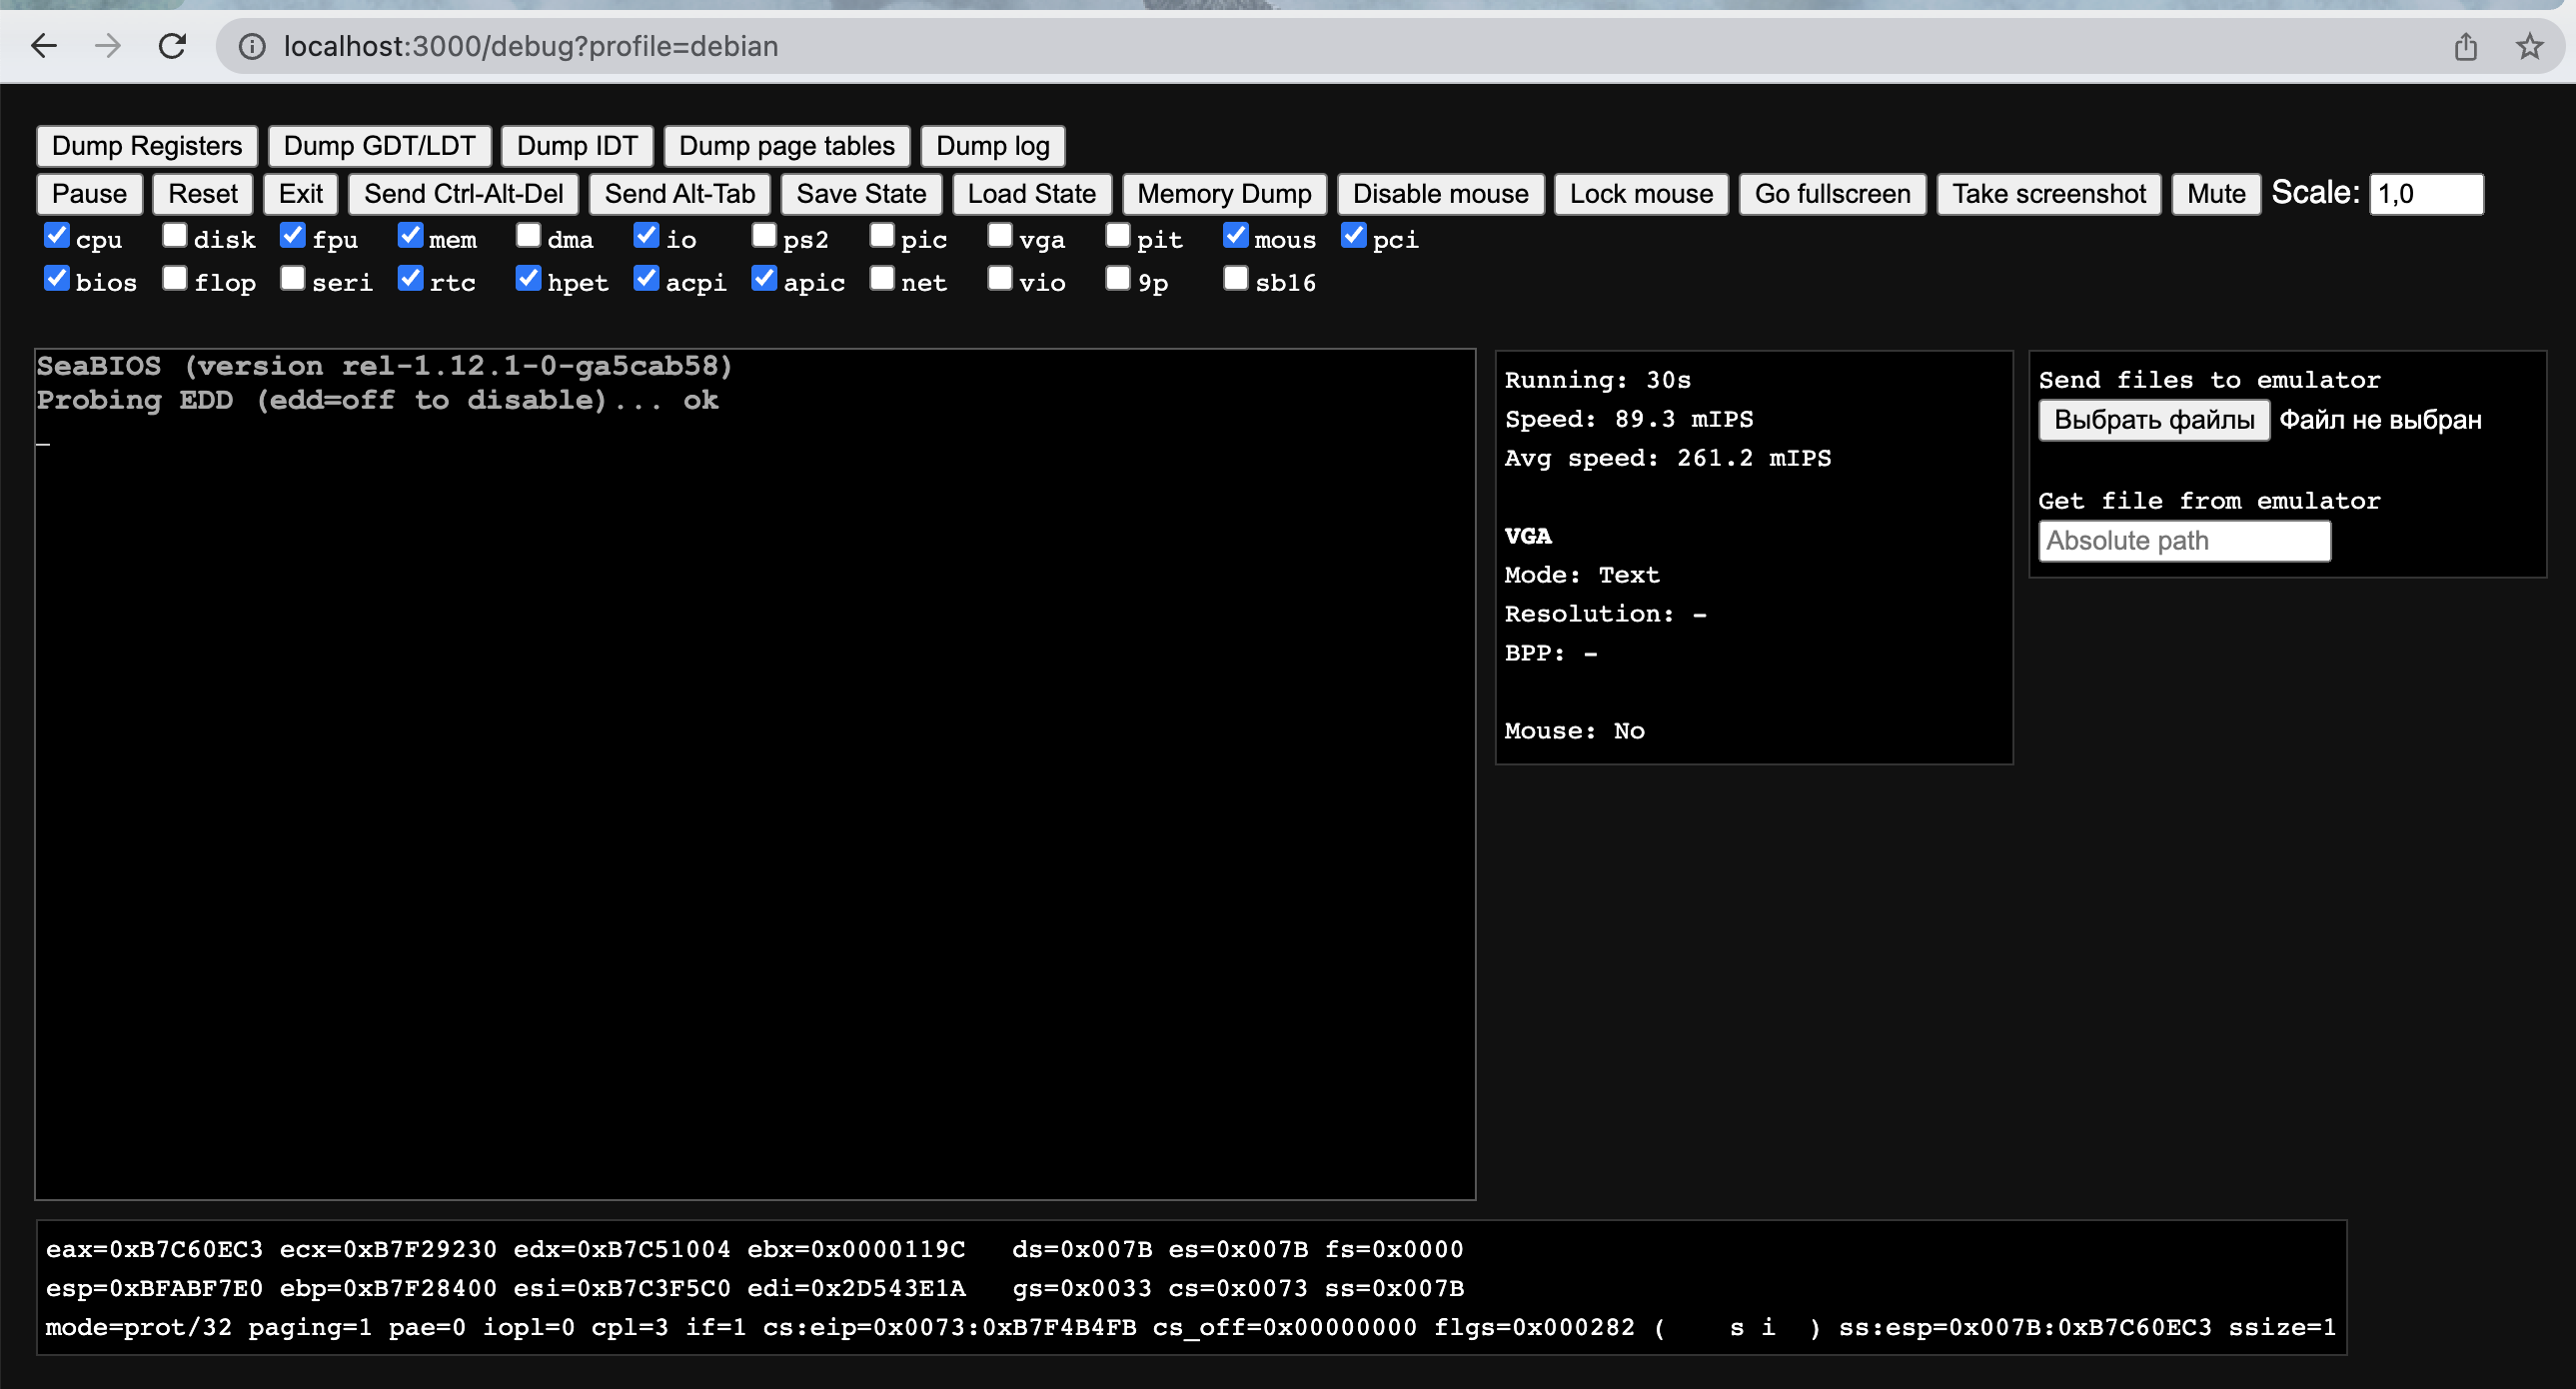 localhost:3000/debug?profile=debian
Dump Registers Dump GDT/LDT Dump IDT Dump page tables Dump log
Pause Reset Exit Send Ctrl-Alt-Del Send Alt-Tab Save State Load State Memory Dump Disable mouse Lock mouse Go fullscreen Take screenshot Mute Scale: 1,0
cpu disk fpu mem dma io ps2 pic vga pit mous pci
bios flop seri rtc hpet acpi apic net vio 9p sb16
SeaBIOS (version rel-1.12.1-0-ga5cab58)
Probing EDD (edd=off to disable)... ok
_
Running: 30s
Speed: 89.3 mIPS
Avg speed: 261.2 mIPS
VGA
Mode: Text
Resolution: -
BPP: -
Mouse: No
Send files to emulator
Выбрать файлы Файл не выбран
Get file from emulator
Absolute path
eax=0xB7C60EC3 ecx=0xB7F29230 edx=0xB7C51004 ebx=0x0000119C ds=0x007B es=0x007B fs=0x0000
esp=0xBFABF7E0 ebp=0xB7F28400 esi=0xB7C3F5C0 edi=0x2D543E1A gs=0x0033 cs=0x0073 ss=0x007B
mode=prot/32 paging=1 pae=0 iopl=0 cpl=3 if=1 cs:eip=0x0073:0xB7F4B4FB cs_off=0x00000000 flgs=0x000282 ( s i ) ss:esp=0x007B:0xB7C60EC3 ssize=1